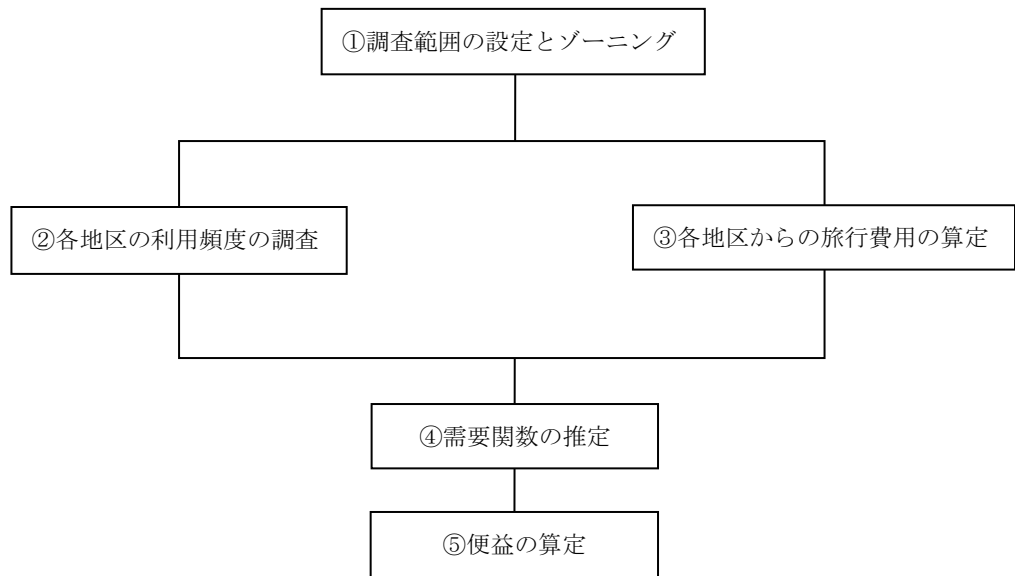 ①調査範囲の設定とゾーニング
②各地区の利用頻度の調査
③各地区からの旅行費用の算定
④需要関数の推定
⑤便益の算定